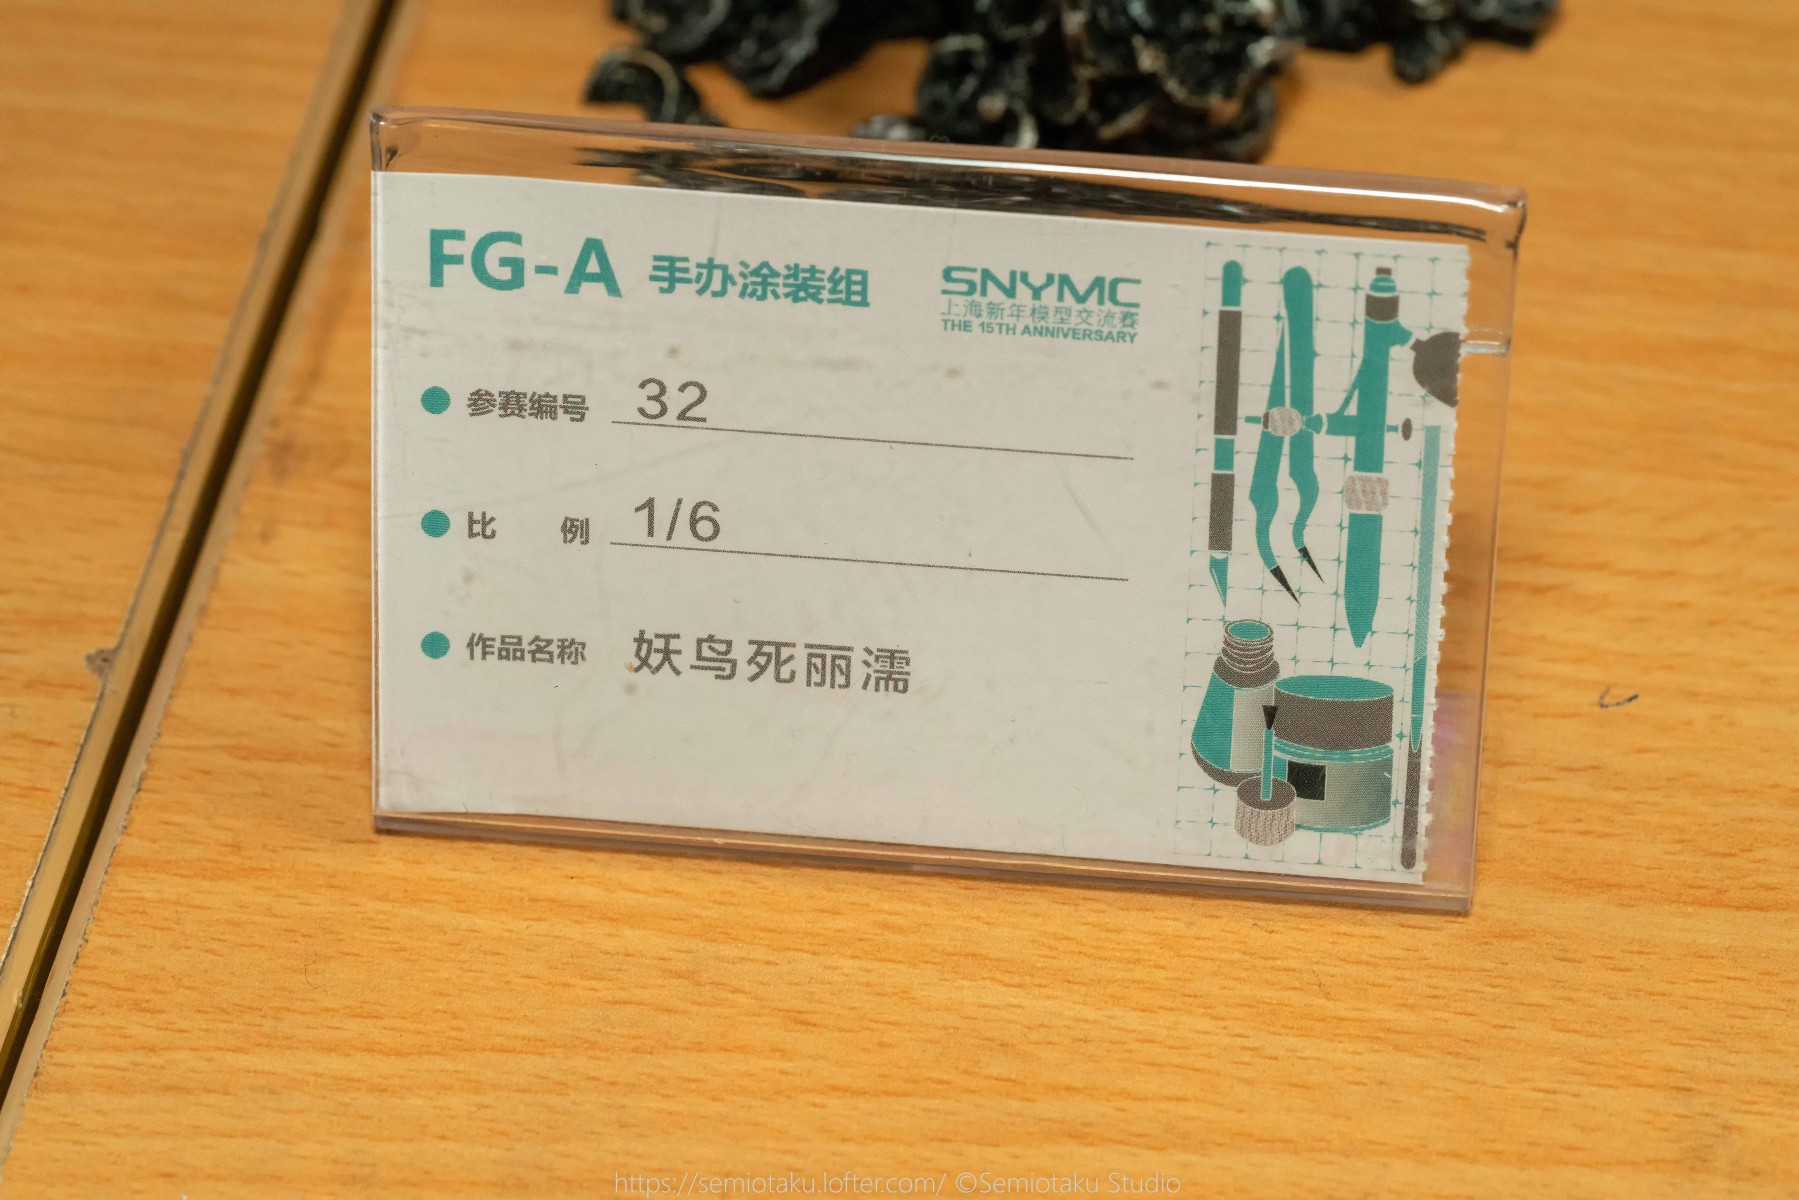 FG-A 手办涂装组
SNYMC
上海新年模型交流賽
THE 15TH ANNIVERSARY
参赛编号 32
比 例 1/6
作品名称 妖鸟死丽濡
https://semiotaku.lofter.com/ ©Semiotaku Studio